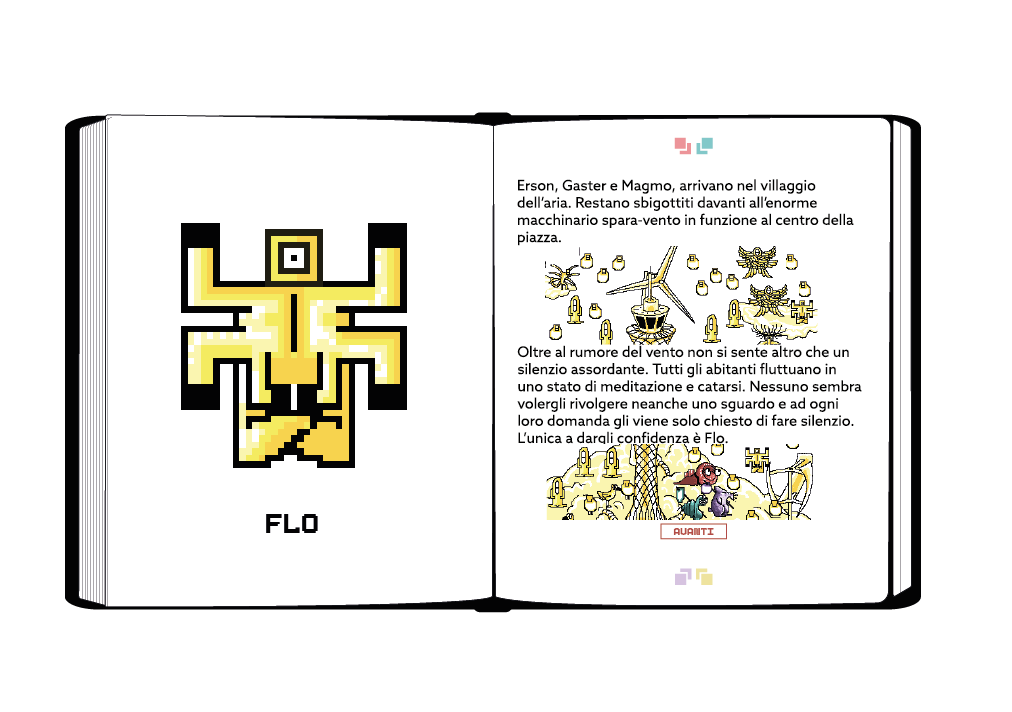 FLO
Erson, Gaster e Magmo, arrivano nel villaggio
dell'aria. Restano sbigottiti davanti all'enorme
macchinario spara-vento in funzione al centro della
piazza.
Oltre al rumore del vento non si sente altro che un
silenzio assordante. Tutti gli abitanti fluttuano in
uno stato di meditazione e catarsi. Nessuno sembra
volergli rivolgere neanche uno sguardo e ad ogni
loro domanda gli viene solo chiesto di fare silenzio.
L'unica a dargli confidenza è Flo.
AVANTI